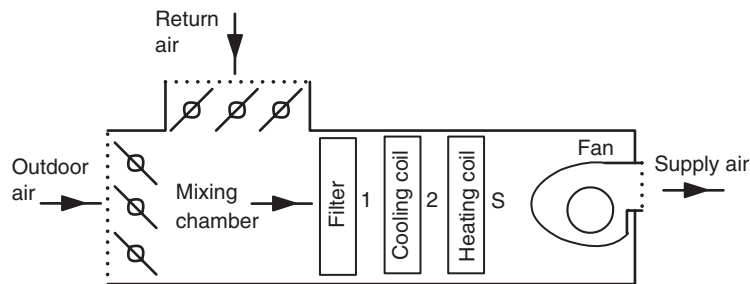 Return
air
Outdoor
air
Mixing
chamber
Filter
1
Cooling coil
2
Heating coil
S
Fan
Supply air